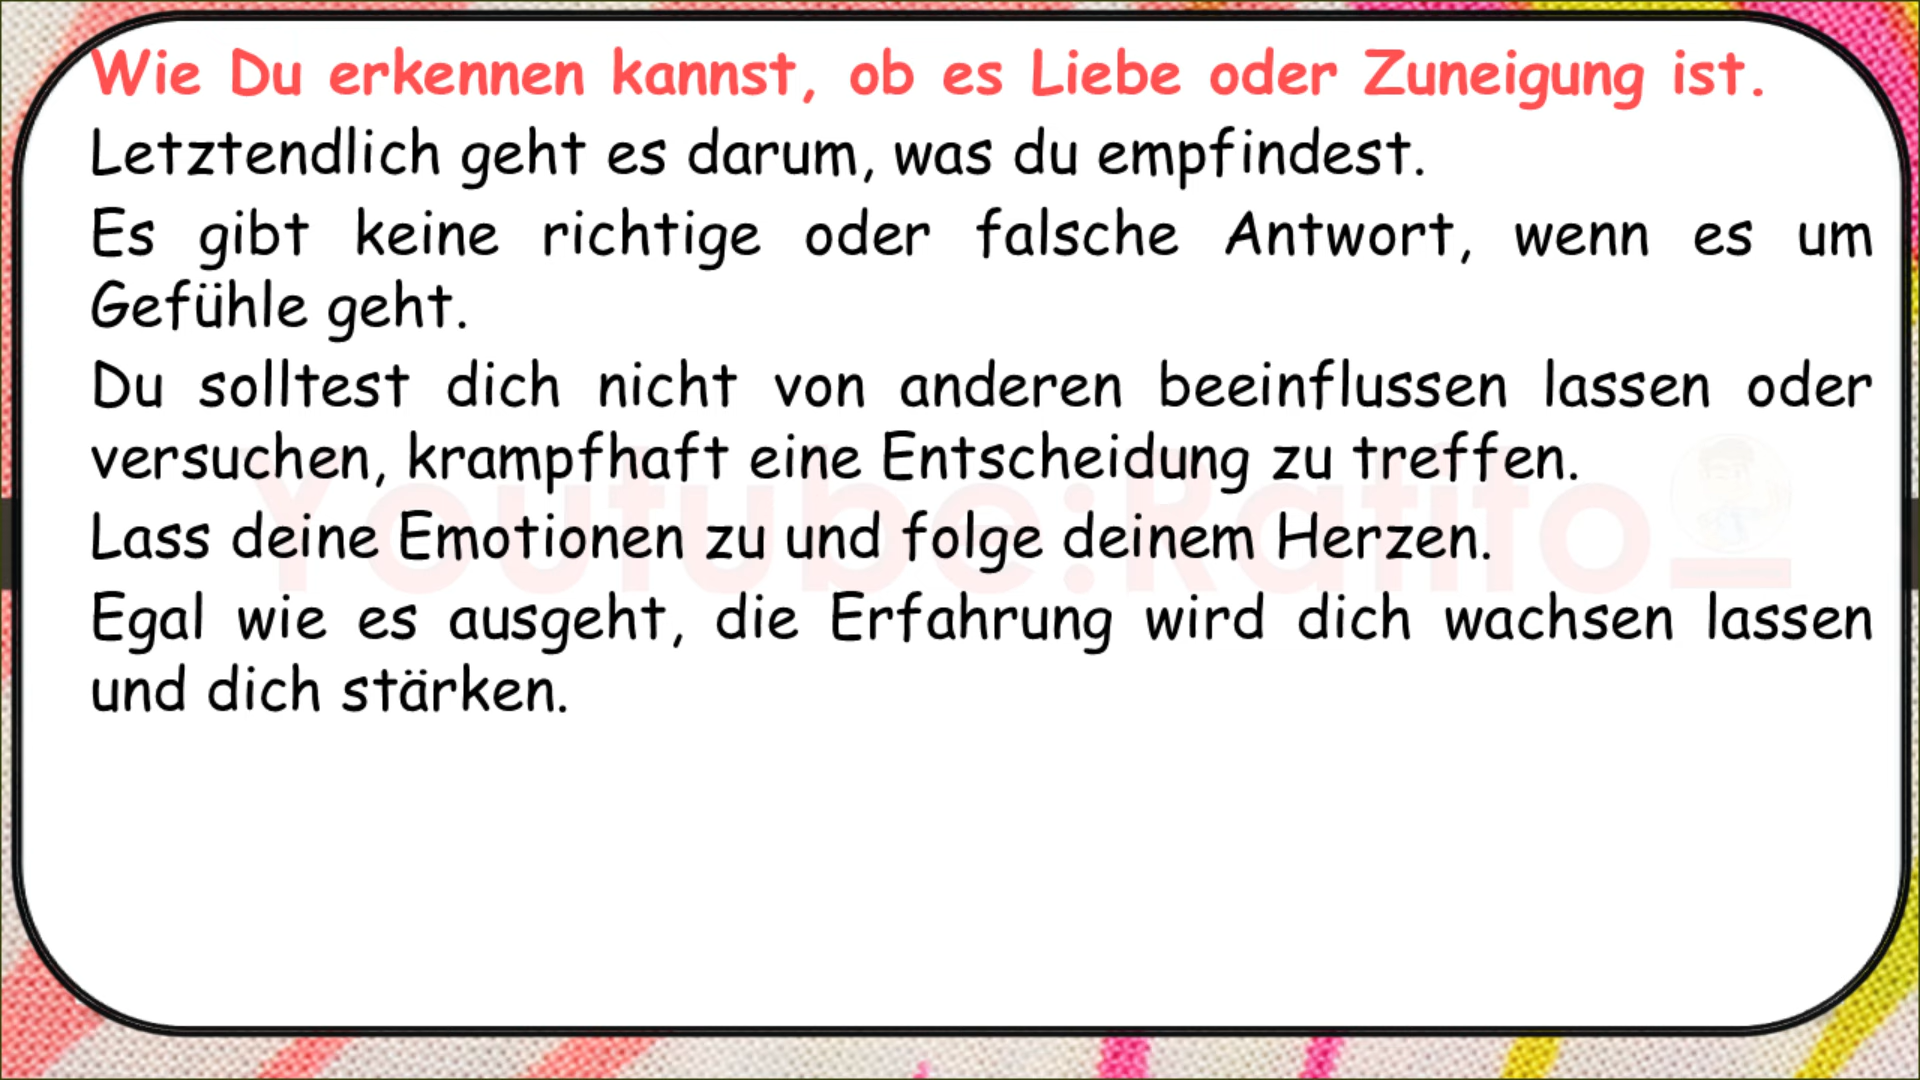 Wie Du erkennen kannst, ob es Liebe oder Zuneigung ist.
Letztendlich geht es darum, was du empfindest.
Es gibt keine richtige oder falsche Antwort, wenn es um
Gefühle geht.
Du solltest dich nicht von anderen beeinflussen lassen oder
versuchen, krampfhaft eine Entscheidung zu treffen.
Youtube:Rafito
Lass deine Emotionen zu und folge deinem Herzen.
Egal wie es ausgeht, die Erfahrung wird dich wachsen lassen
und dich stärken.